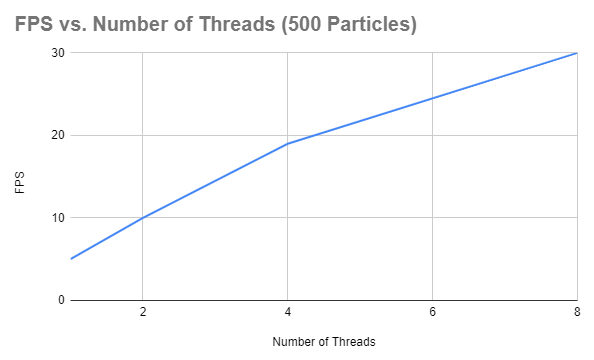 FPS vs. Number of Threads (500 Particles)
30
20
10
0
FPS
2 4 6 8
Number of Threads